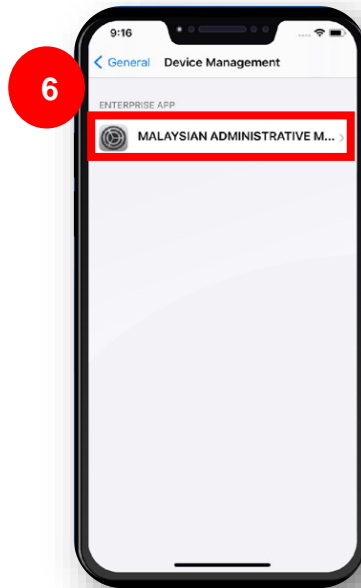 9:16
General Device Management
6
ENTERPRISE APP
MALAYSIAN ADMINISTRATIVE M...